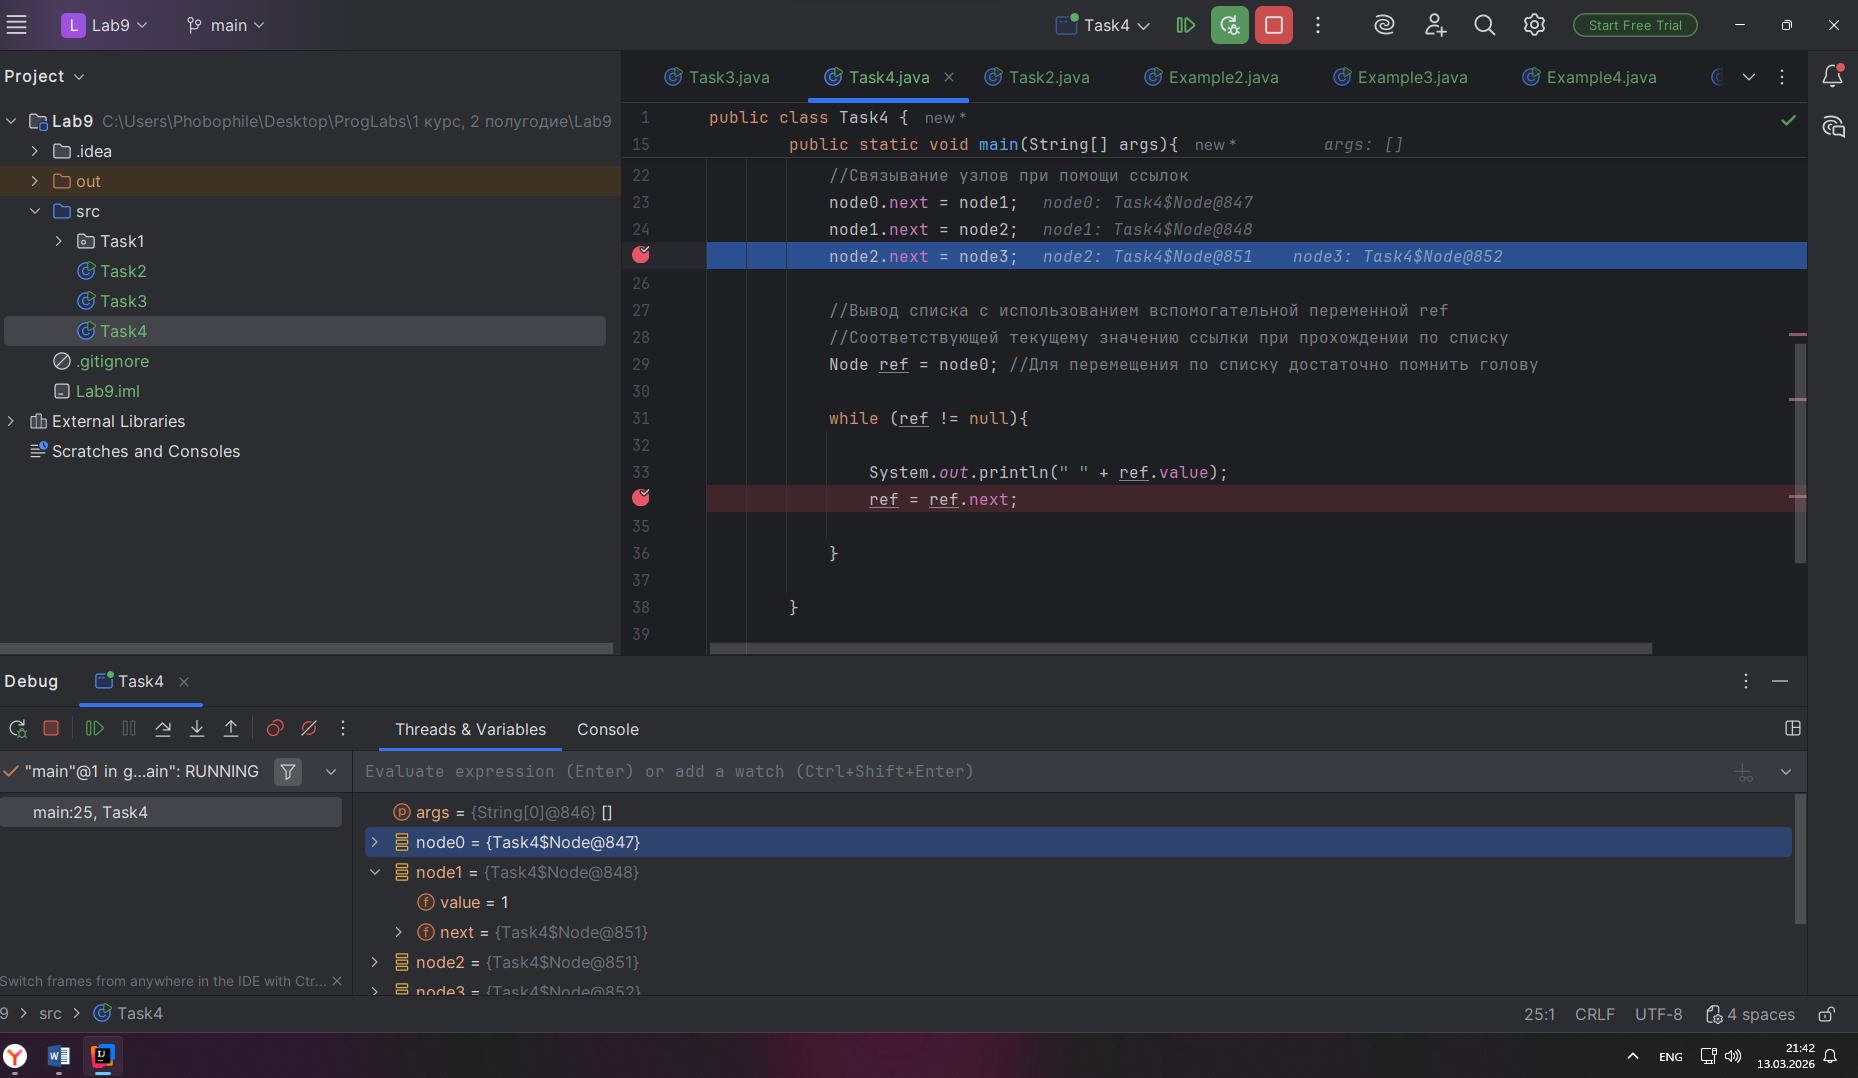 L Lab9 main Task4 Start Free Trial
Project
Task3.java Task4.java Task2.java Example2.java Example3.java Example4.java
Lab9 C:\Users\Phobophile\Desktop\ProgLabs\1 курс, 2 полугодие\Lab9
.idea
out
src
Task1
Task2
Task3
Task4
.gitignore
Lab9.iml
External Libraries
Scratches and Consoles
1 public class Task4 { new *
15 public static void main(String[] args){ new * args: []
22 //Связывание узлов при помощи ссылок
23 node0.next = node1; node0: Task4$Node@847
24 node1.next = node2; node1: Task4$Node@848
node2.next = node3; node2: Task4$Node@851 node3: Task4$Node@852
26
27 //Вывод списка с использованием вспомогательной переменной ref
28 //Соответствующей текущему значению ссылки при прохождении по списку
29 Node ref = node0; //Для перемещения по списку достаточно помнить голову
30
31 while (ref != null){
32
33 System.out.println(" " + ref.value);
ref = ref.next;
35
36 }
37
38 }
39
Debug Task4
Threads & Variables Console
"main"@1 in g...ain": RUNNING
Evaluate expression (Enter) or add a watch (Ctrl+Shift+Enter)
main:25, Task4
args = {String[0]@846} []
node0 = {Task4$Node@847}
node1 = {Task4$Node@848}
value = 1
next = {Task4$Node@851}
node2 = {Task4$Node@851}
node3 = {Task4$Node@852}
Switch frames from anywhere in the IDE with Ctr...
9 src Task4 25:1 CRLF UTF-8 4 spaces
ENG 21:42
13.03.2026